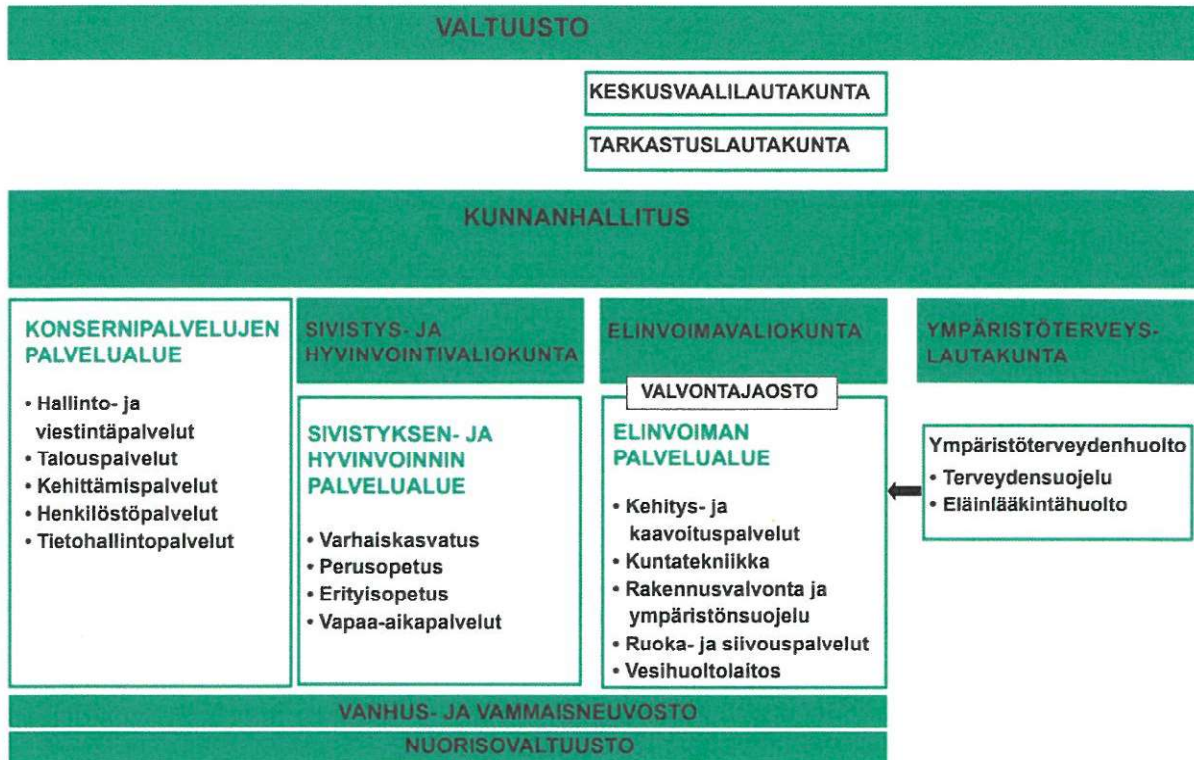 VALTUUSTO
KESKUSVAALILAUTAKUNTA
TARKASTUSLAUTAKUNTA
KUNNANHALLITUS
KONSERNIPALVELUJEN
PALVELUALUE
• Hallinto- ja
viestintäpalvelut
• Talouspalvelut
• Kehittämispalvelut
• Henkilöstöpalvelut
• Tietohallintopalvelut
SIVISTYS- JA
HYVINVOINTIVALIOKUNTA
SIVISTYKSEN- JA
HYVINVOINNIN
PALVELUALUE
• Varhaiskasvatus
• Perusopetus
• Erityisopetus
• Vapaa-aikapalvelut
ELINVOIMAVALIOKUNTA
VALVONTAJAOSTO
ELINVOIMAN
PALVELUALUE
• Kehitys- ja
kaavoituspalvelut
• Kuntatekniikka
• Rakennusvalvonta ja
ympäristönsuojelu
• Ruoka- ja siivouspalvelut
• Vesihuoltolaitos
YMPÄRISTÖTERVEYS-
LAUTAKUNTA
Ympäristöterveydenhuolto
• Terveydensuojelu
• Eläinlääkintähuolto
VANHUS- JA VAMMAISNEUVOSTO
NUORISOVALTUUSTO